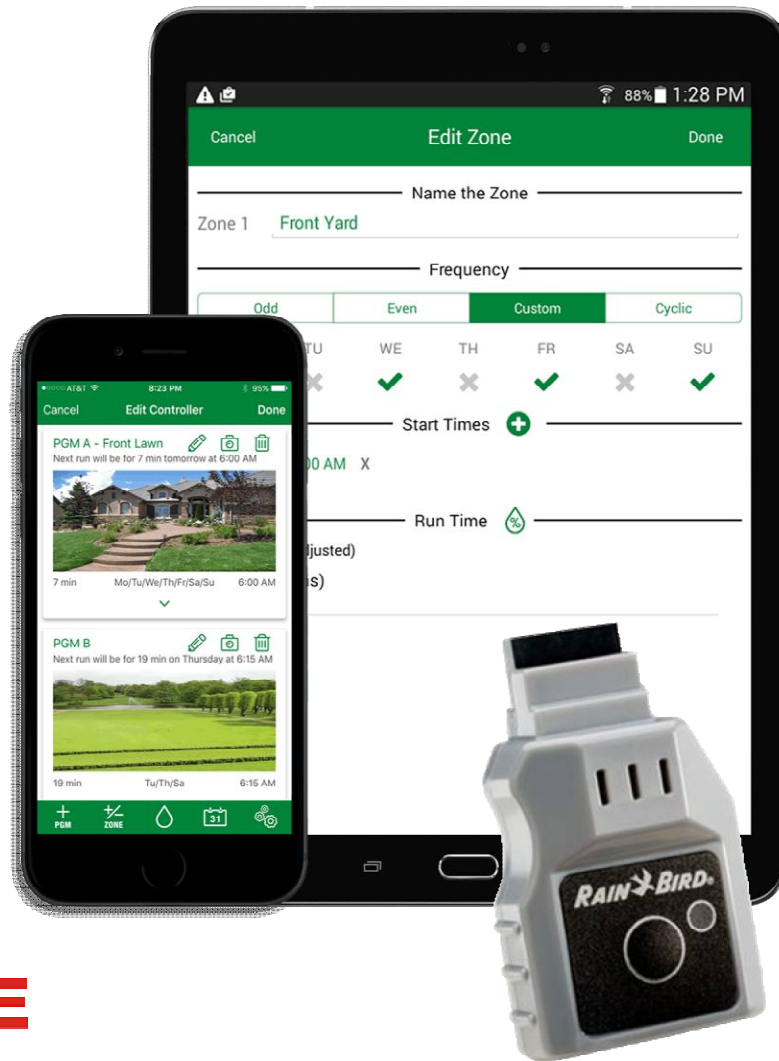 88% 1:28 PM
Cancel Edit Zone Done
Name the Zone
Zone 1 Front Yard
Frequency
Odd Even Custom Cyclic
TU WE TH FR SA SU
Start Times
00 AM X
Run Time %
justed)
s)
AT&T 8:23 PM 95%
Cancel Edit Controller Done
PGM A - Front Lawn
Next run will be for 7 min tomorrow at 6:00 AM
7 min Mo/Tu/We/Th/Fr/Sa/Su 6:00 AM
PGM B
Next run will be for 19 min on Thursday at 6:15 AM
19 min Tu/Th/Sa 6:15 AM
PGM ZONE 31
RAIN BIRD®